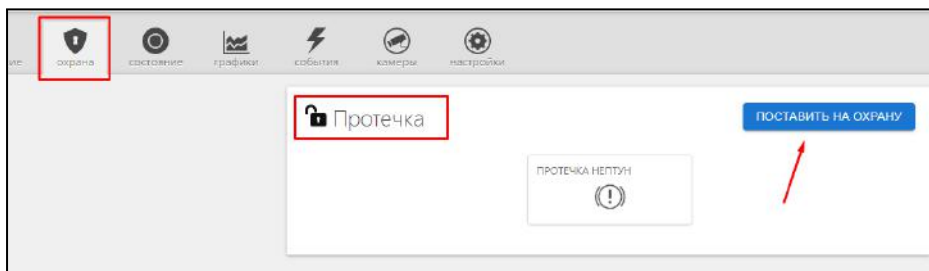 ие охрана состояние графики события камеры настройки
Протечка
ПОСТАВИТЬ НА ОХРАНУ
ПРОТЕЧКА НЕПТУН